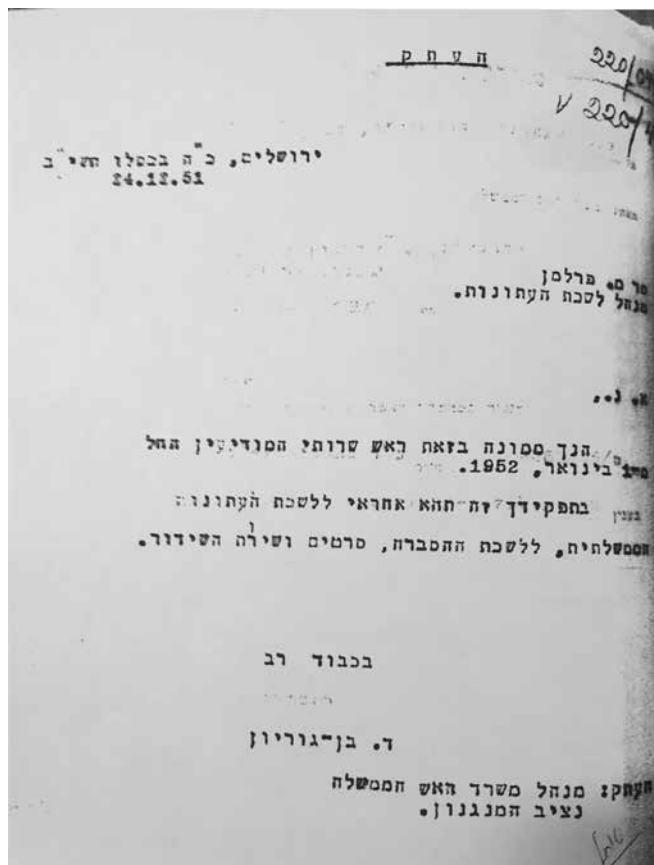 העתק
220/04
220/4
ירושלים, כ"ה בכסלו תשי"ב
24.12.51
מר מ. פרלמן
מנהל לשכת העתונות.
א. נ.,
הנך ממונה בזאת ראש שרותי המודיעין החל
מ-1 בינואר, 1952.
בתפקידך זה תהא אחראי ללשכת העתונות
הממשלתית, ללשכת ההסברה, סרטים ושירות השידור.
בכבוד רב
ד. בן-גוריון
העתק: מנהל משרד ראש הממשלה
נציב המנגנון.